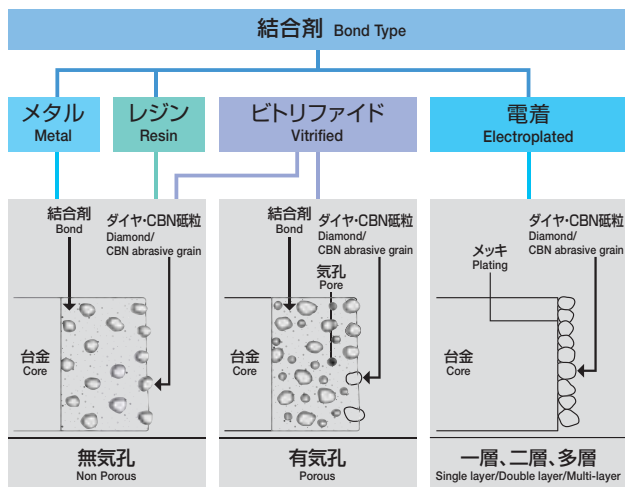 結合剤 Bond Type
メタル
Metal
レジン
Resin
ビトリファイド
Vitrified
電着
Electroplated
結合剤
Bond
ダイヤ・CBN砥粒
Diamond/
CBN abrasive grain
台金
Core
無気孔
Non Porous
結合剤
Bond
ダイヤ・CBN砥粒
Diamond/
CBN abrasive grain
気孔
Pore
台金
Core
有気孔
Porous
ダイヤ・CBN砥粒
Diamond/
CBN abrasive grain
メッキ
Plating
台金
Core
一層、二層、多層
Single layer/Double layer/Multi-layer